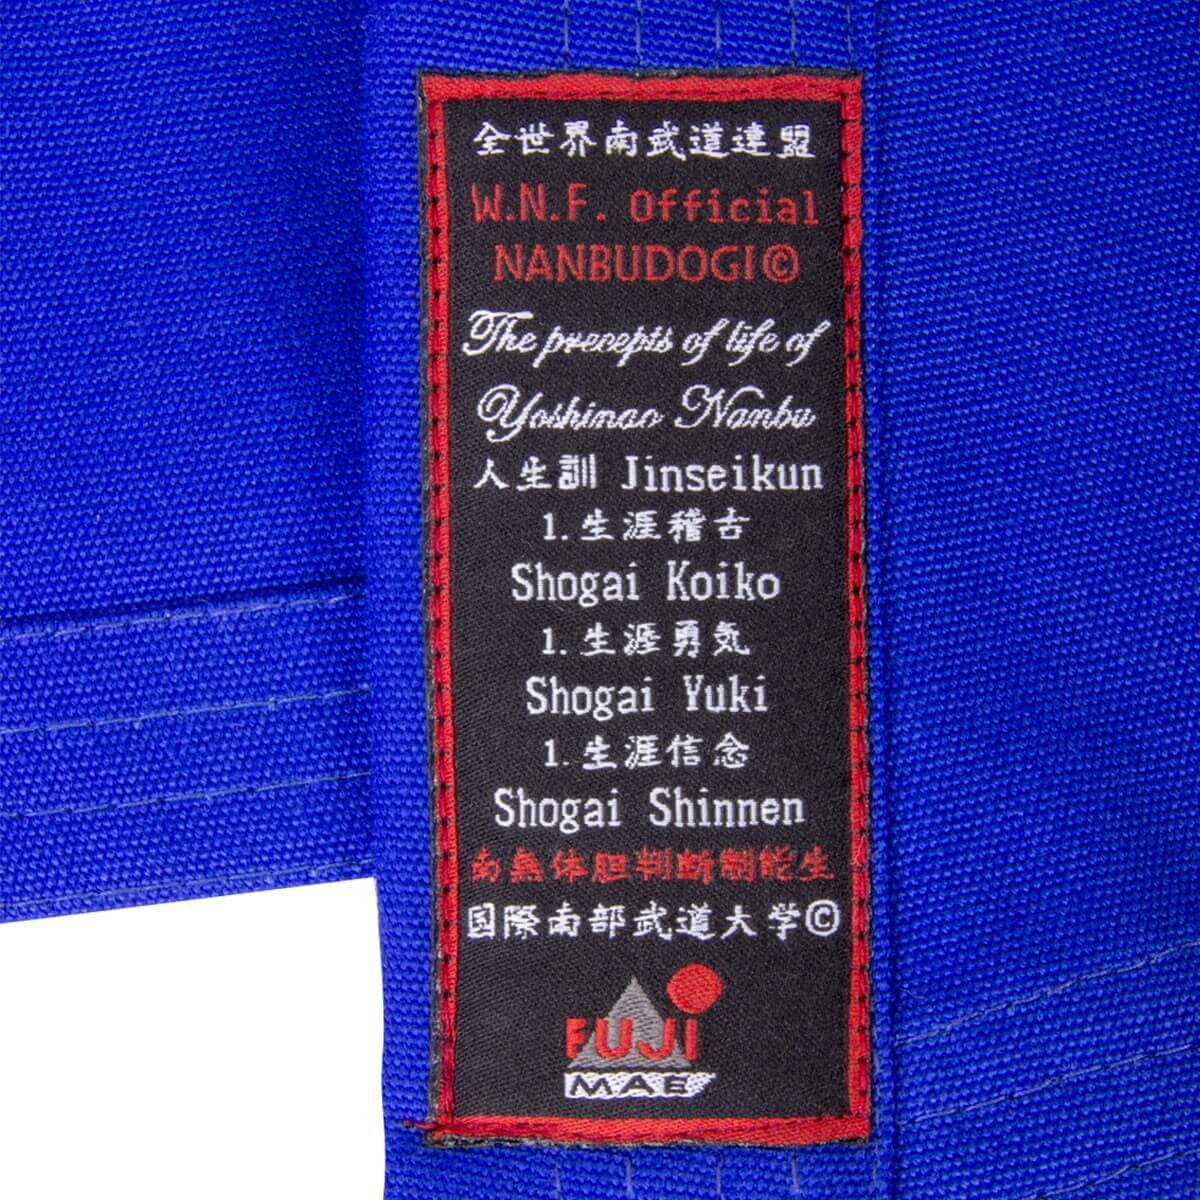 全世界南武道連盟
W.N.F. Official
NANBUDOGI©
The precepts of life of
Yoshinao Nanbu
人生訓 Jinseikun
1.生涯稽古
Shogai Koiko
1.生涯勇気
Shogai Yuki
1.生涯信念
Shogai Shinnen
南無体胆判断制能生
国際南部武道大学©
FUJI
MAE